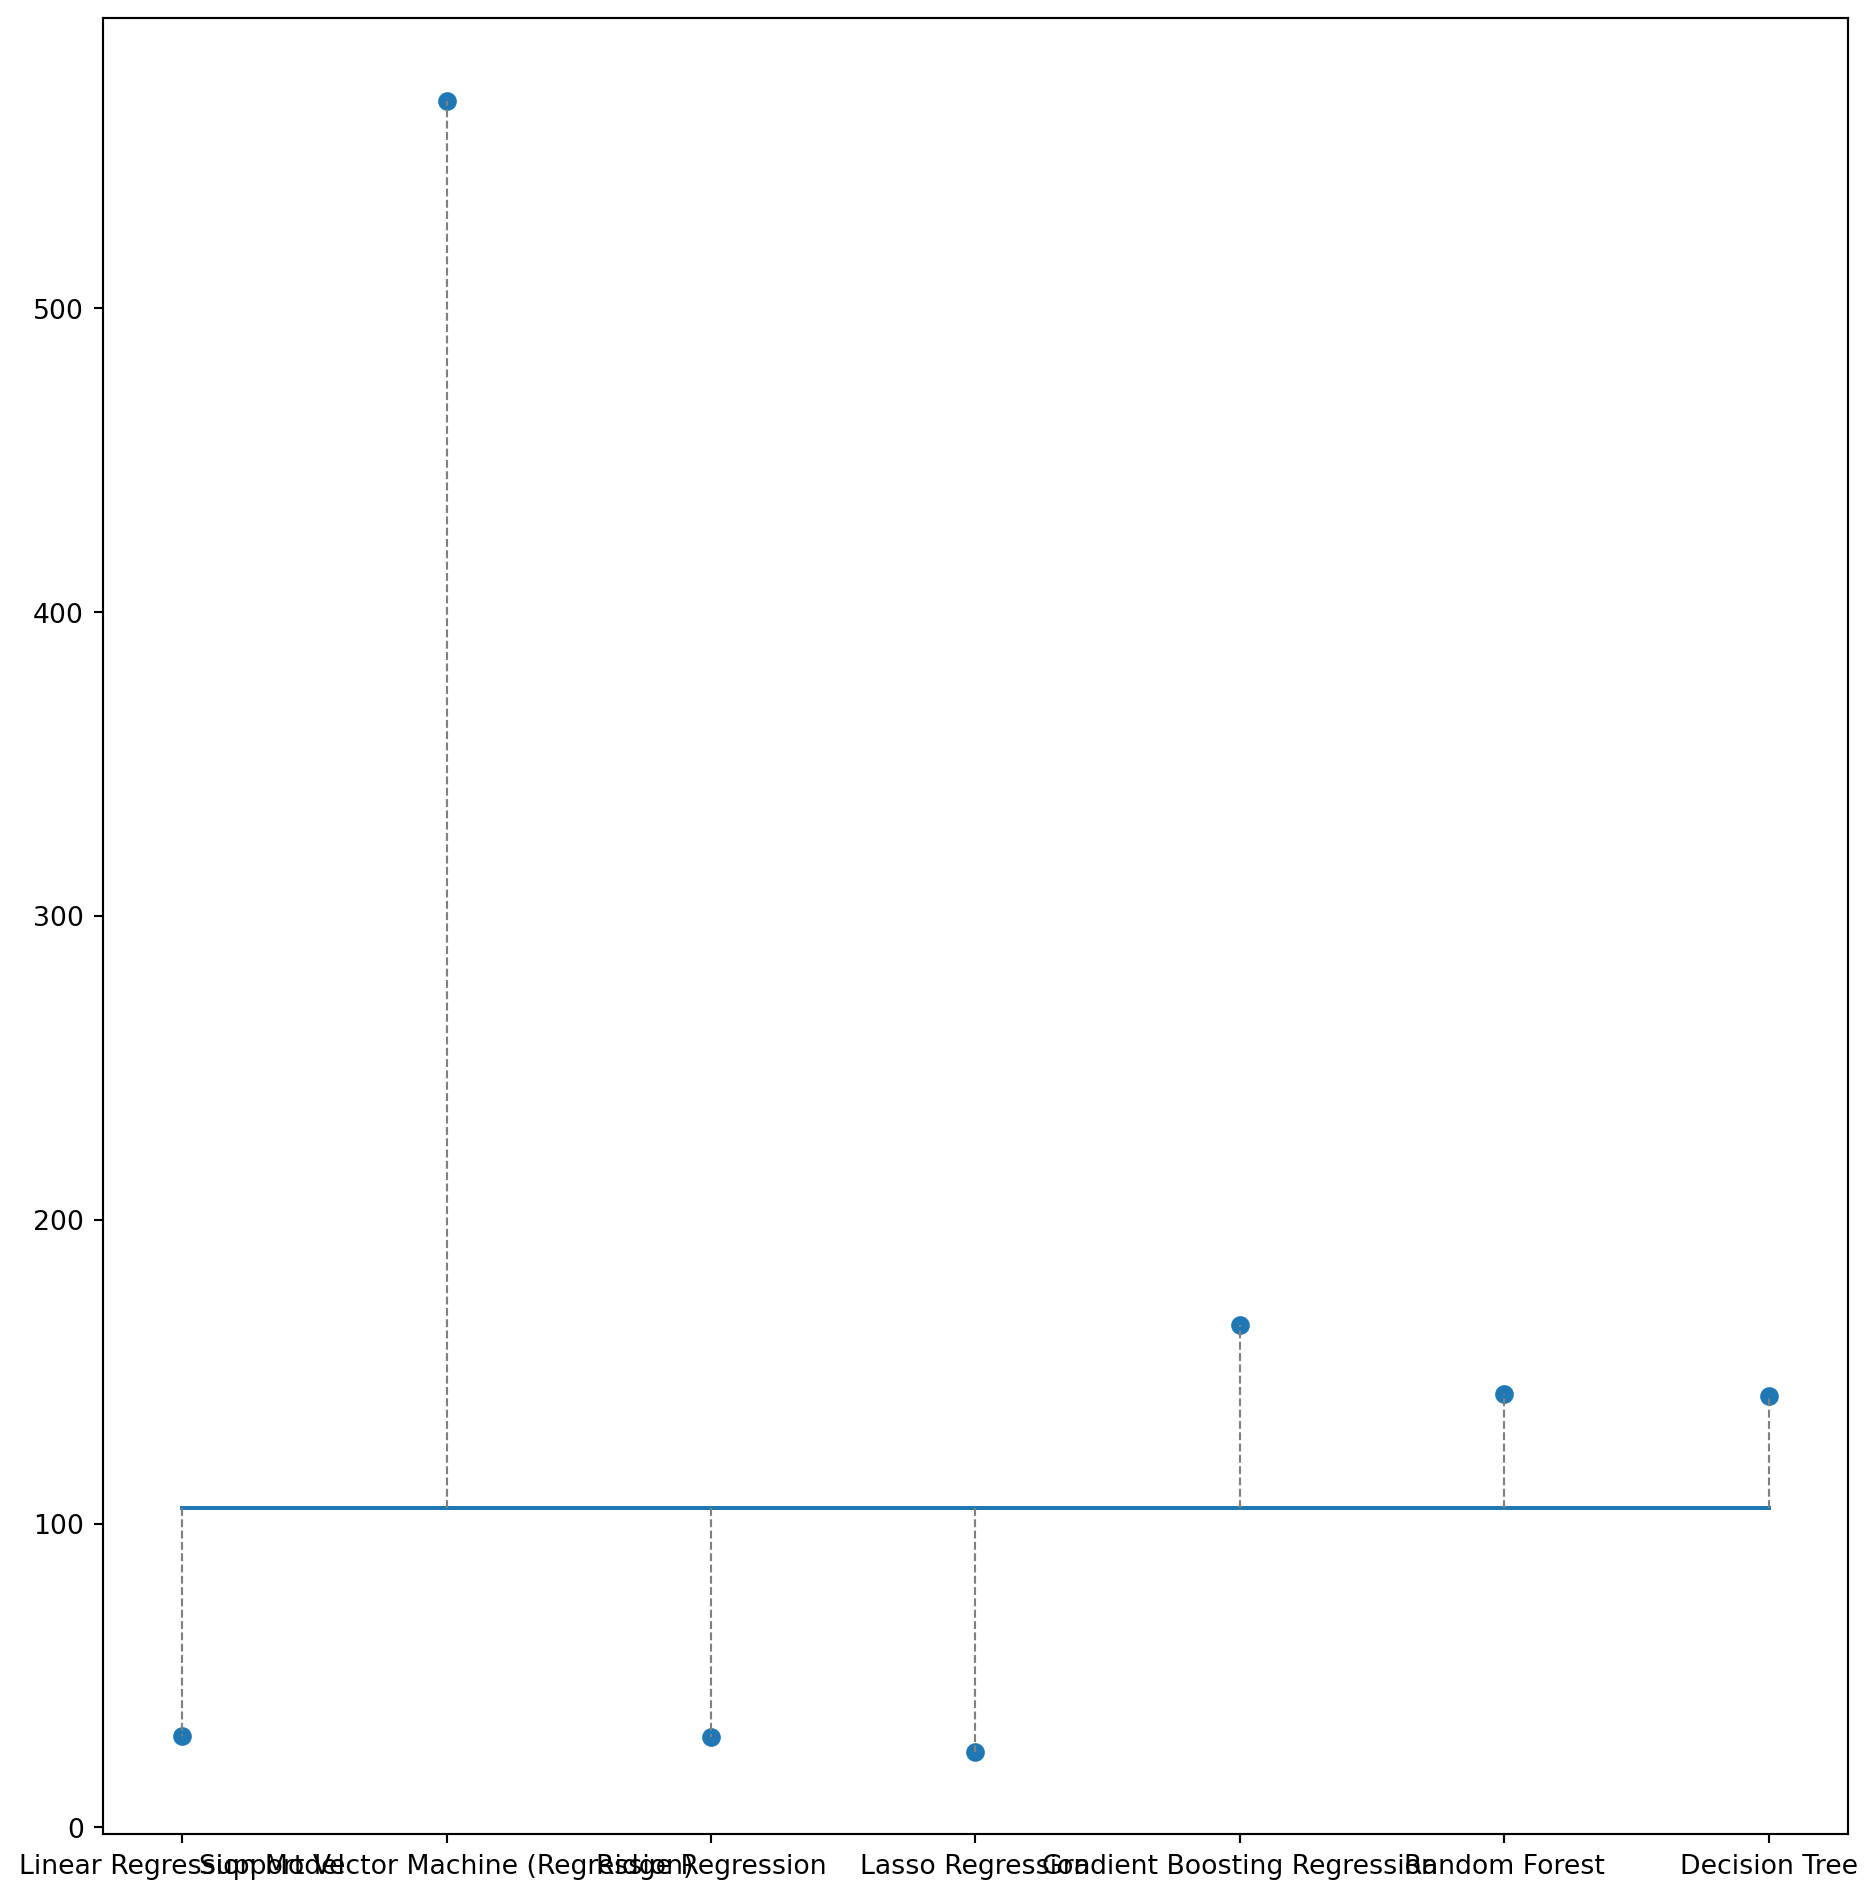 500
400
300
200
100
0
Linear Regression Model
Support Vector Machine (Regression)
Ridge Regression
Lasso Regression
Gradient Boosting Regression
Random Forest
Decision Tree